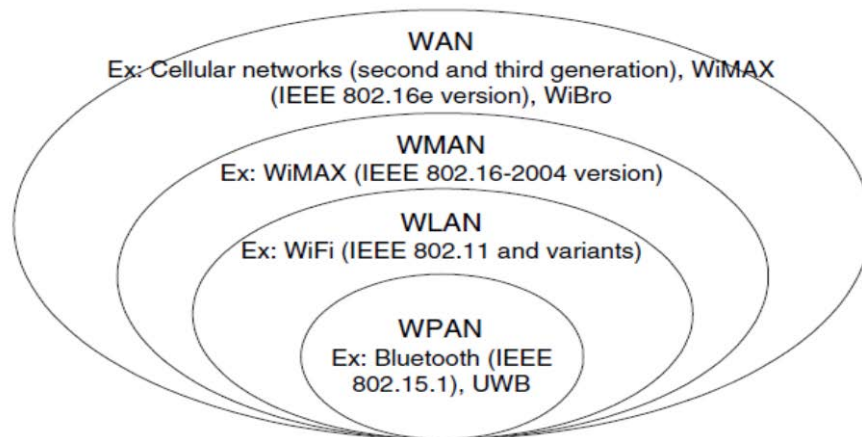 WAN
Ex: Cellular networks (second and third generation), WiMAX
(IEEE 802.16e version), WiBro
WMAN
Ex: WiMAX (IEEE 802.16-2004 version)
WLAN
Ex: WiFi (IEEE 802.11 and variants)
WPAN
Ex: Bluetooth (IEEE
802.15.1), UWB